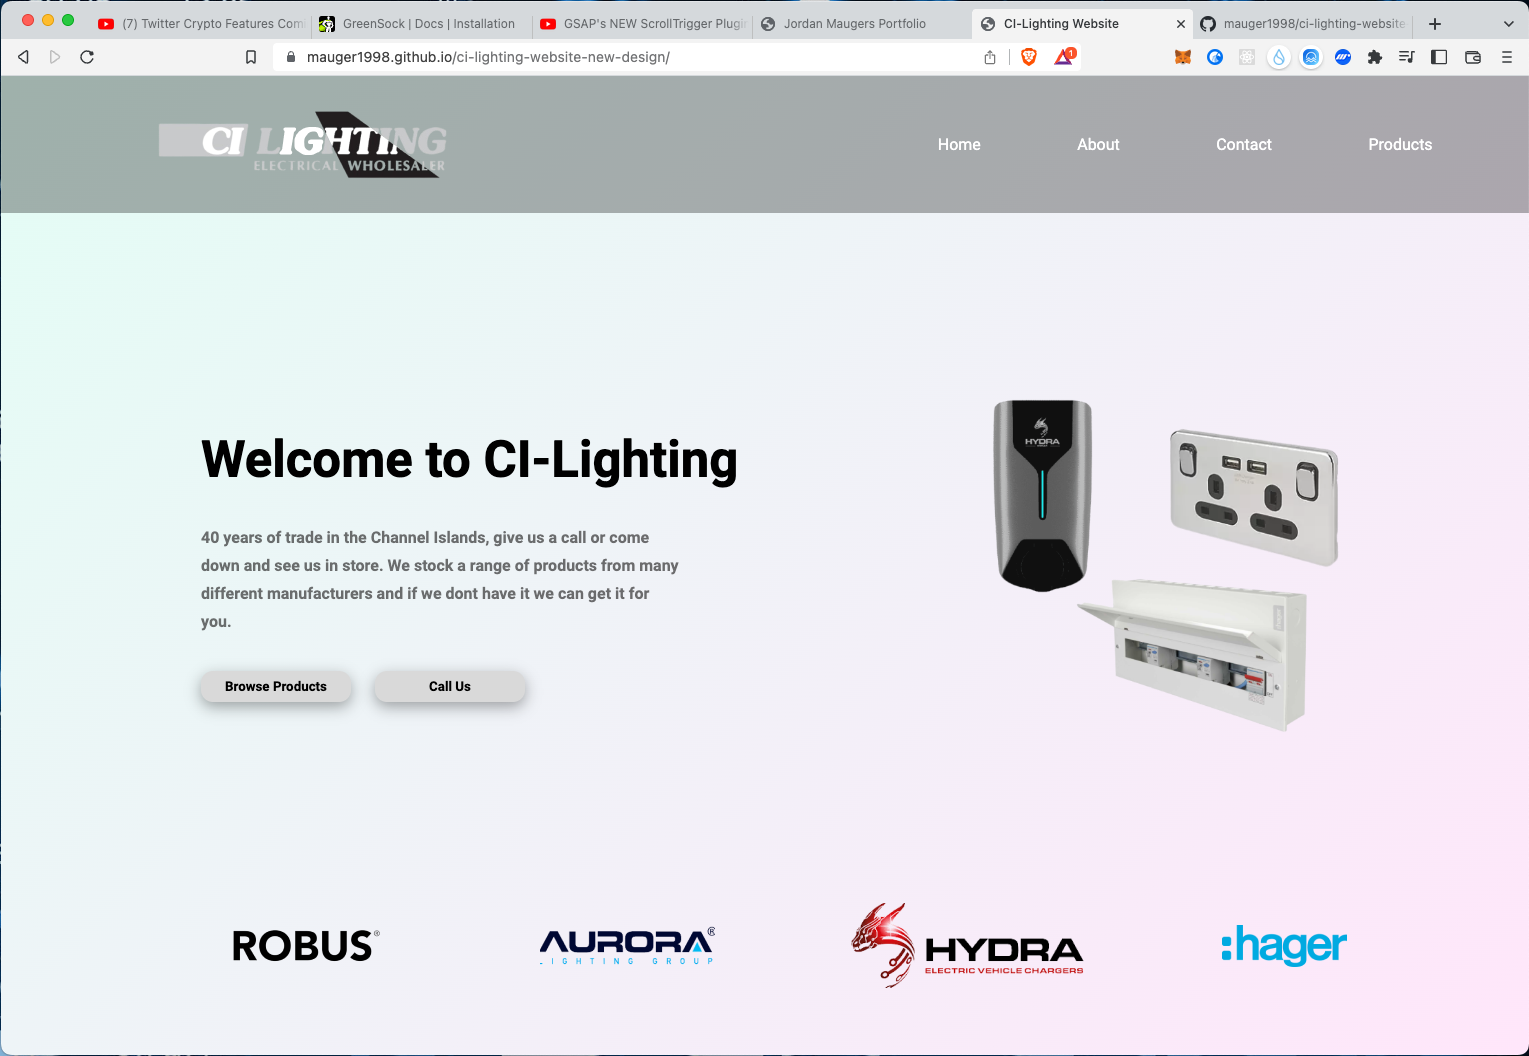 (7) Twitter Crypto Features Com
GreenSock | Docs | Installation
GSAP's NEW ScrollTrigger Plugin
Jordan Maugers Portfolio
CI-Lighting Website
mauger1998/ci-lighting-website
mauger1998.github.io/ci-lighting-website-new-design/
1
CI LIGHTING
ELECTRICAL WHOLESALER
Home
About
Contact
Products
Welcome to CI-Lighting
40 years of trade in the Channel Islands, give us a call or come
down and see us in store. We stock a range of products from many
different manufacturers and if we dont have it we can get it for
you.
Browse Products
Call Us
HYDRA
ROBUS®
AURORA®
LIGHTING GROUP
HYDRA
ELECTRIC VEHICLE CHARGERS
:hager